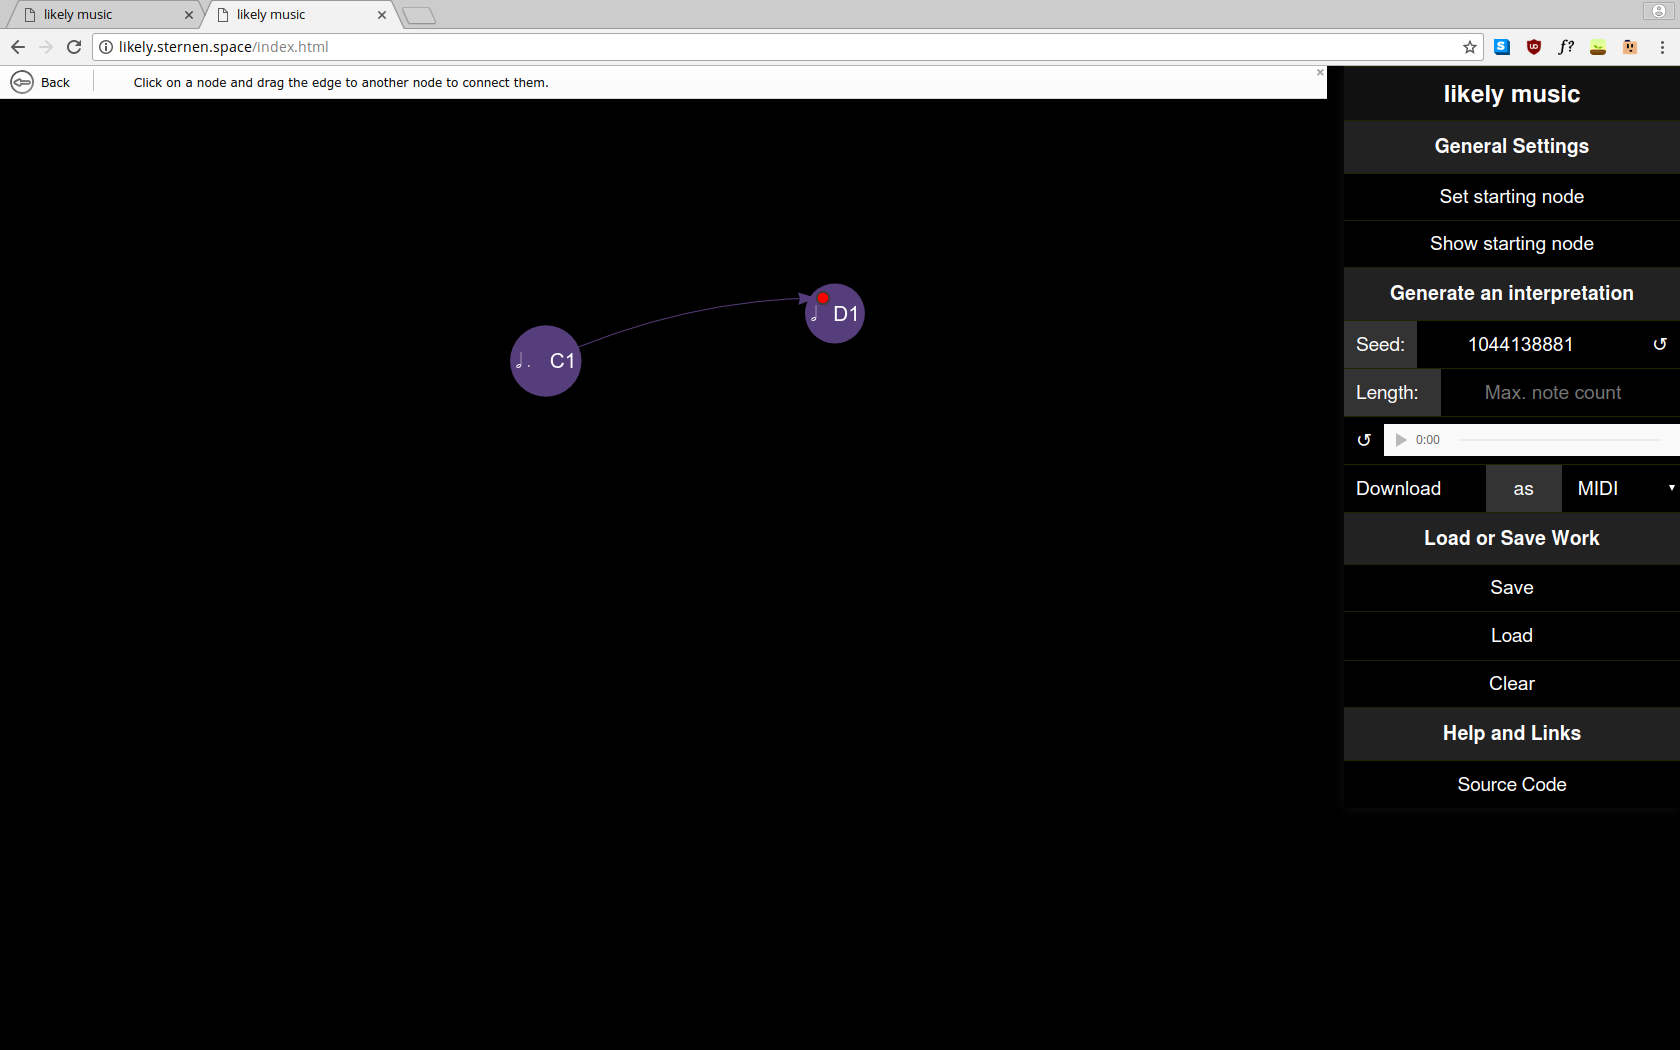 likely music
likely music
likely.sternen.space/index.html
Back
Click on a node and drag the edge to another node to connect them.
C1
D1
likely music
General Settings
Set starting node
Show starting node
Generate an interpretation
Seed: 1044138881
Length: Max. note count
0:00
Download as MIDI
Load or Save Work
Save
Load
Clear
Help and Links
Source Code